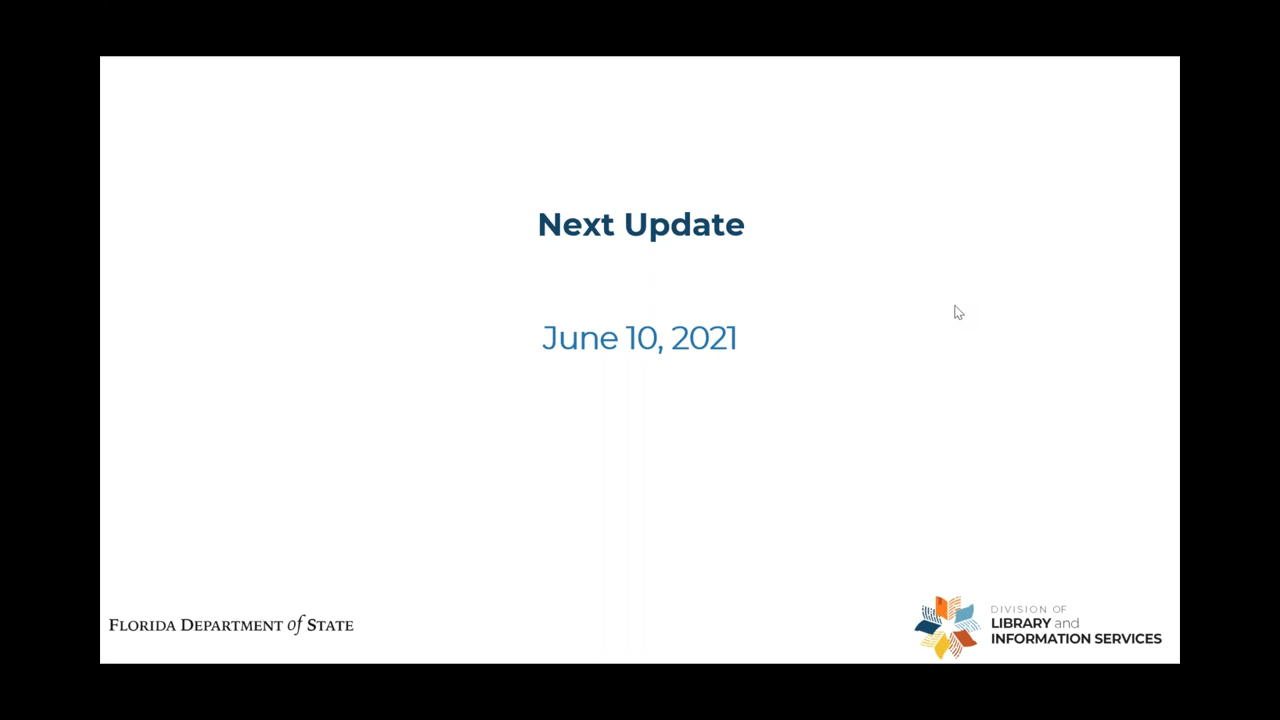 Next Update
June 10, 2021
FLORIDA DEPARTMENT of STATE
DIVISION OF
LIBRARY and
INFORMATION SERVICES